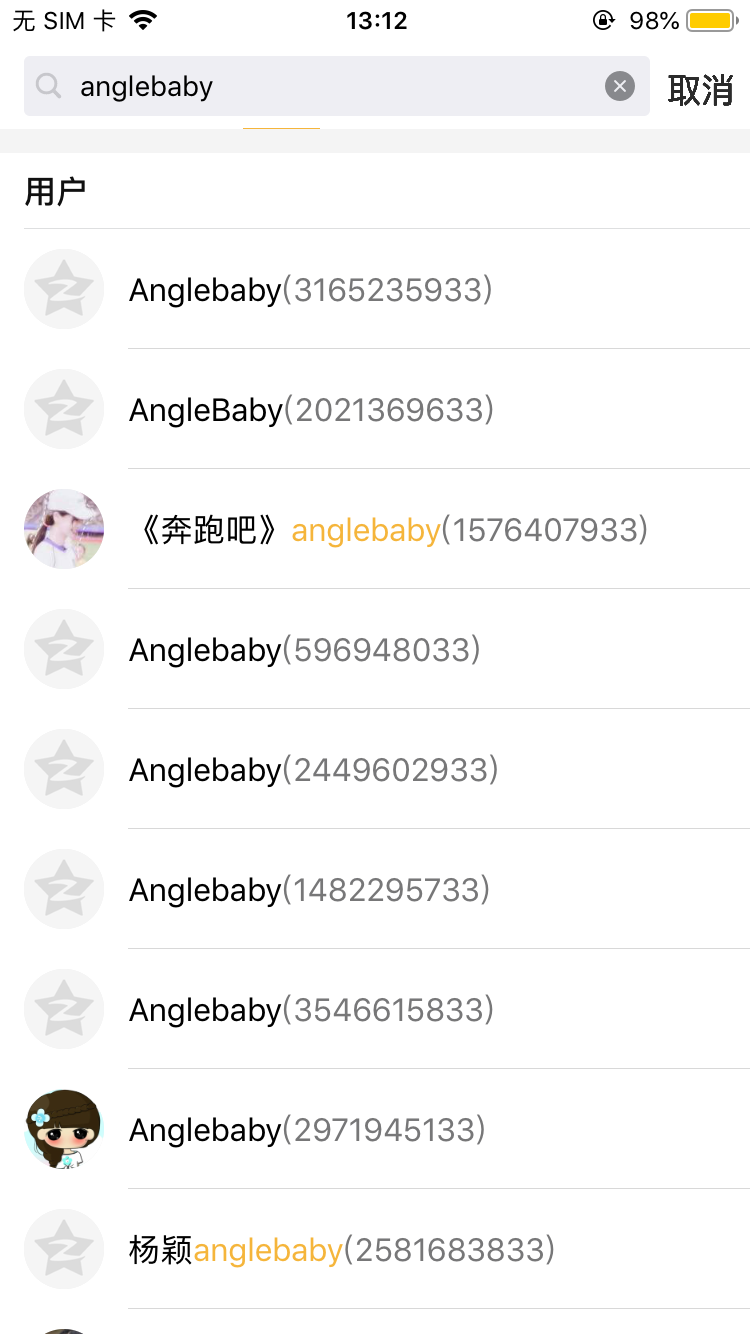 无 SIM 卡 13:12 98%
anglebaby 取消
用户
Anglebaby(3165235933)
AngleBaby(2021369633)
《奔跑吧》anglebaby(1576407933)
Anglebaby(596948033)
Anglebaby(2449602933)
Anglebaby(1482295733)
Anglebaby(3546615833)
Anglebaby(2971945133)
杨颖anglebaby(2581683833)